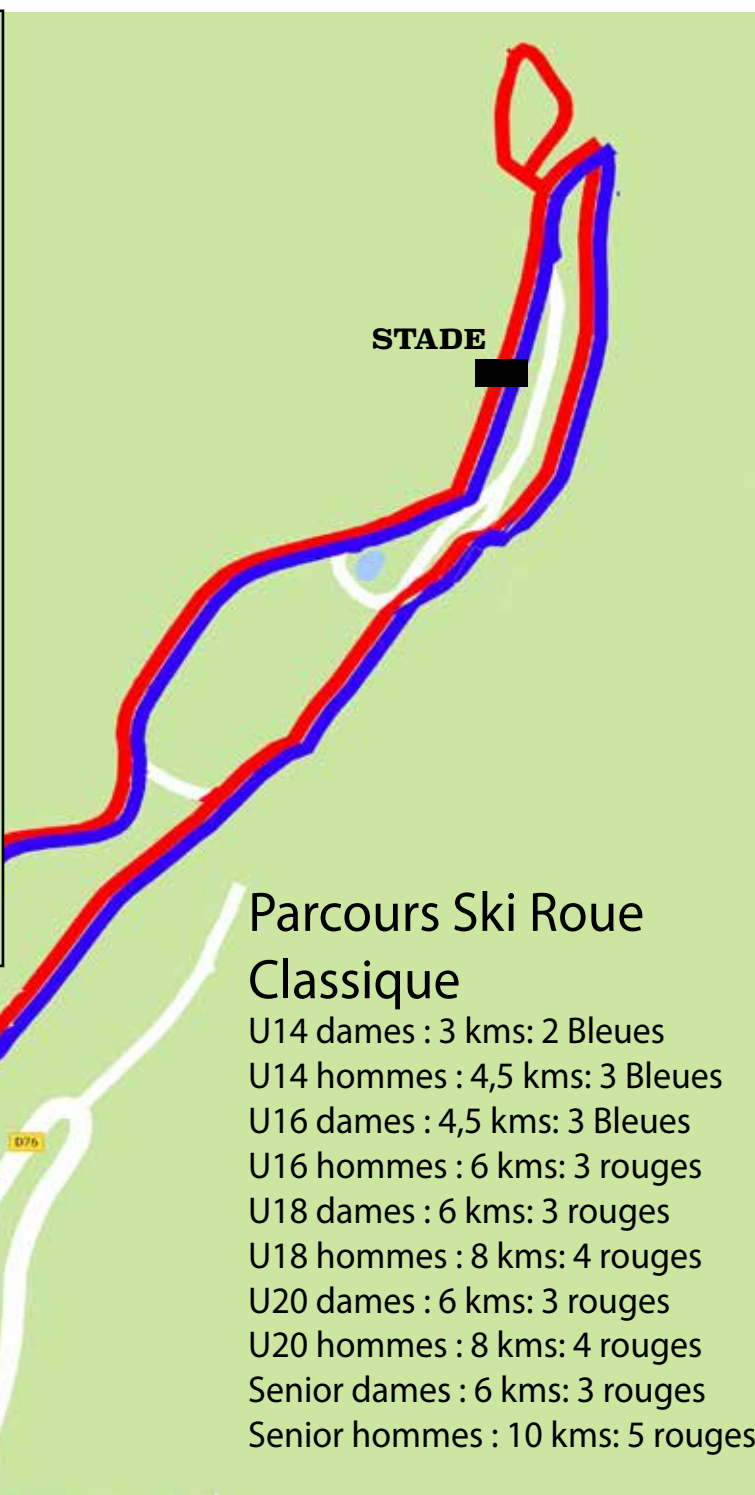 STADE
Parcours Ski Roue
Classique
U14 dames : 3 kms: 2 Bleues
U14 hommes : 4,5 kms: 3 Bleues
U16 dames : 4,5 kms: 3 Bleues
U16 hommes : 6 kms: 3 rouges
U18 dames : 6 kms: 3 rouges
U18 hommes : 8 kms: 4 rouges
U20 dames : 6 kms: 3 rouges
U20 hommes : 8 kms: 4 rouges
Senior dames : 6 kms: 3 rouges
Senior hommes : 10 kms: 5 rouges
D76